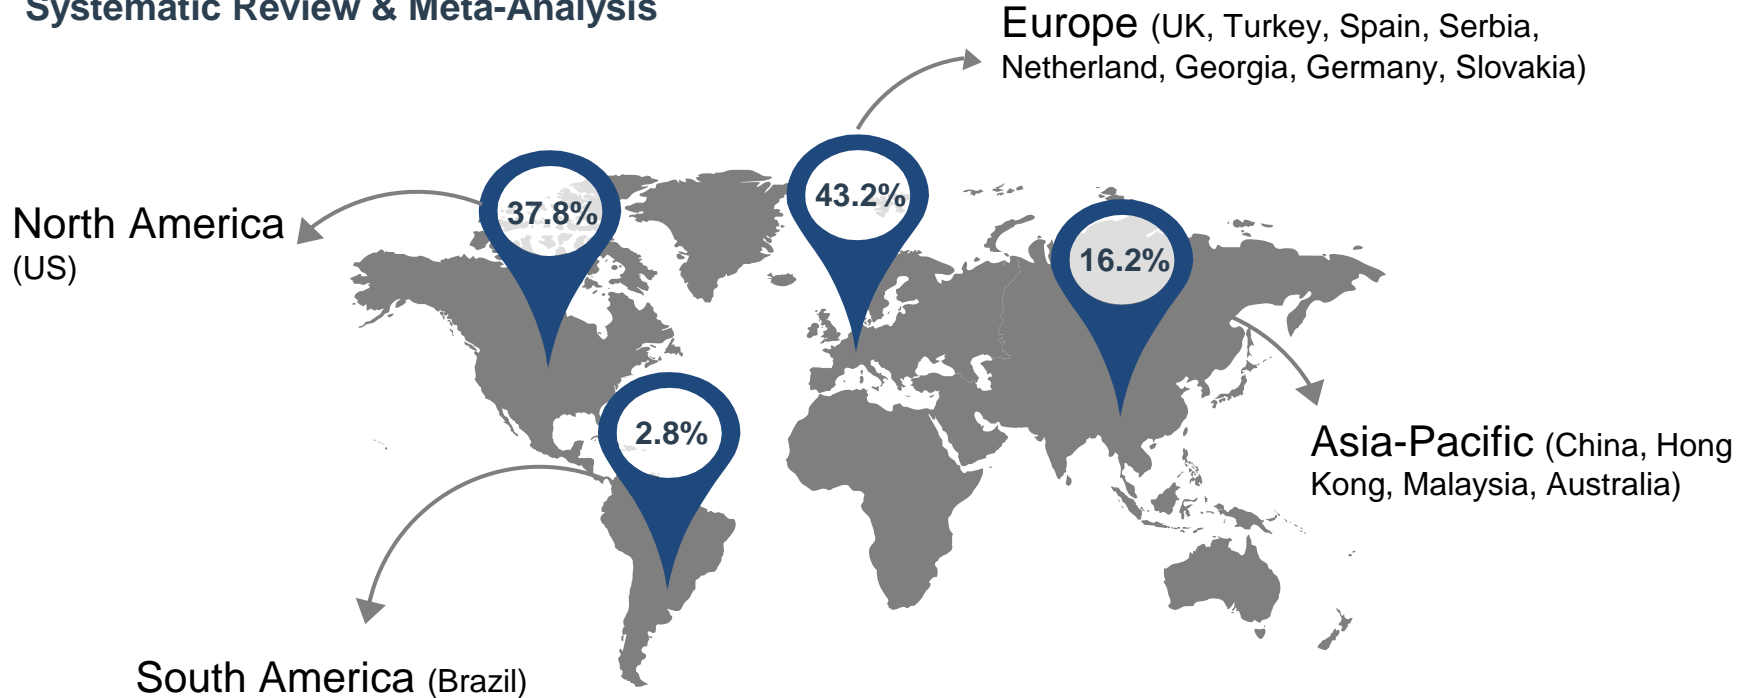 Systematic Review & Meta-Analysis
Europe (UK, Turkey, Spain, Serbia,
Netherland, Georgia, Germany, Slovakia)
37.8%
43.2%
North America
(US)
16.2%
2.8%
Asia-Pacific (China, Hong
Kong, Malaysia, Australia)
South America (Brazil)